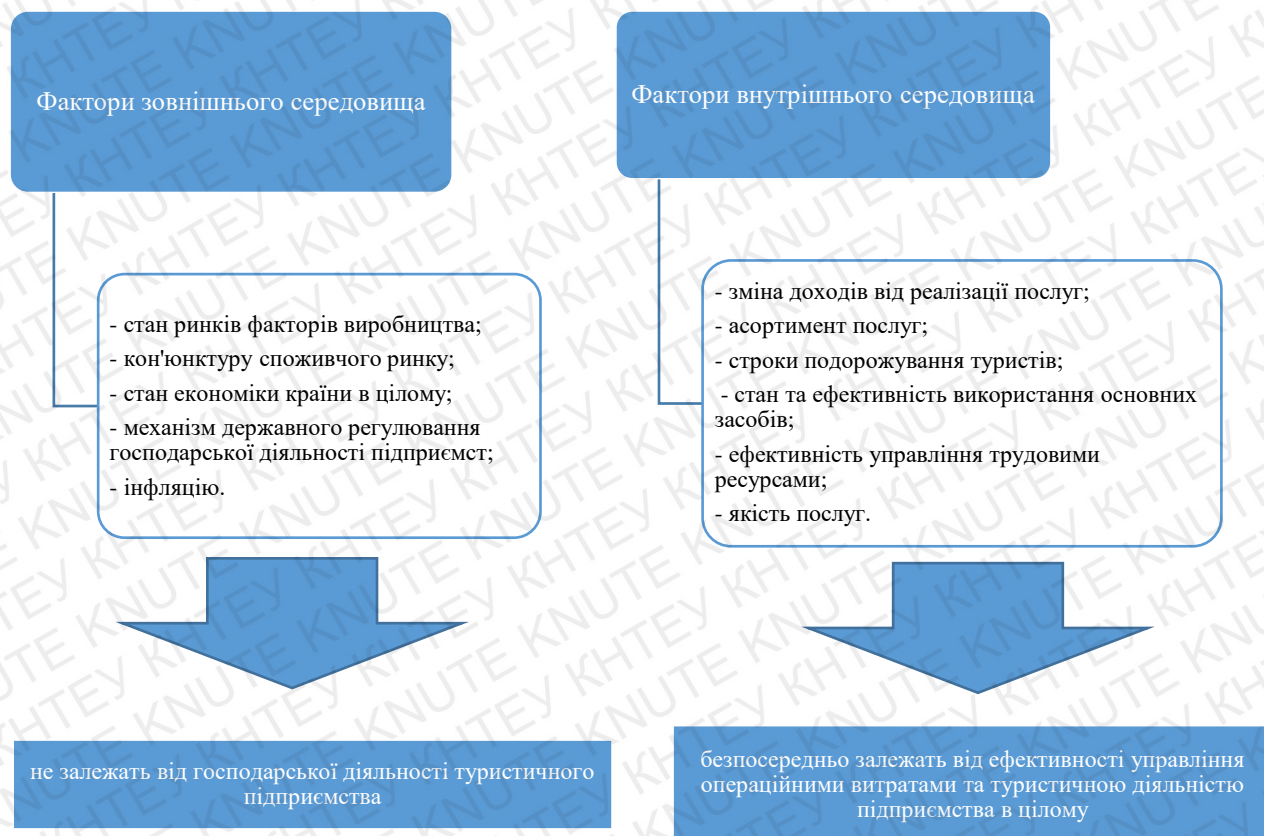 Фактори зовнішнього середовища
- стан ринків факторів виробництва;
- кон'юнктуру споживчого ринку;
- стан економіки країни в цілому;
- механізм державного регулювання
господарської діяльності підприємст;
- інфляцію.
не залежать від господарської діяльності туристичного
підприємства
Фактори внутрішнього середовища
- зміна доходів від реалізації послуг;
- асортимент послуг;
- строки подорожування туристів;
- стан та ефективність використання основних
засобів;
- ефективність управління трудовими
ресурсами;
- якість послуг.
безпосередньо залежать від ефективності управління
операційними витратами та туристичною діяльністю
підприємства в цілому